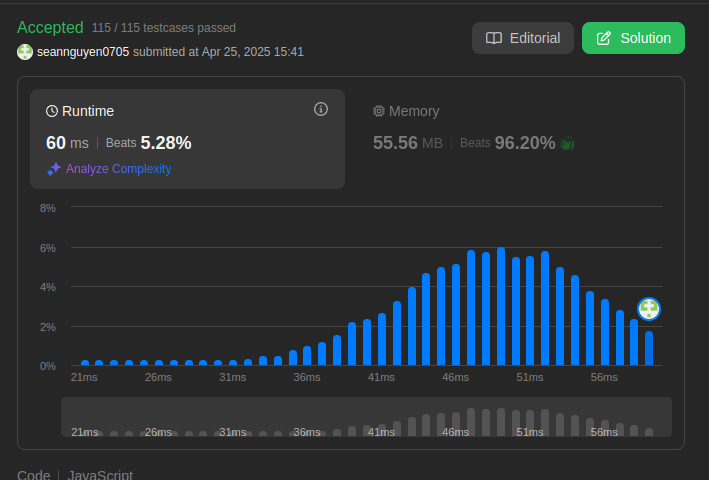 Accepted 115 / 115 testcases passed
seannguyen0705 submitted at Apr 25, 2025 15:41
Editorial
Solution
Runtime
60 ms | Beats 5.28%
Analyze Complexity
Memory
55.56 MB | Beats 96.20%
8%
6%
4%
2%
0%
21ms 26ms 31ms 36ms 41ms 46ms 51ms 56ms
21ms 26ms 31ms 36ms 41ms 46ms 51ms 56ms
Code | JavaScript